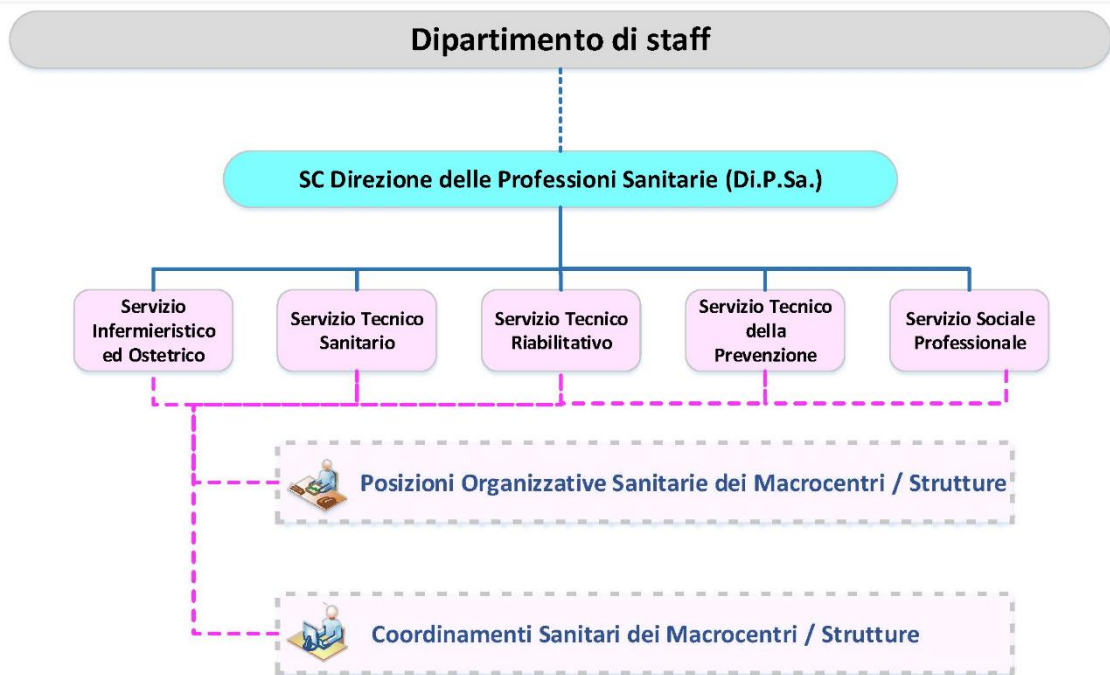 Dipartimento di staff
SC Direzione delle Professioni Sanitarie (Di.P.Sa.)
Servizio
Infermieristico
ed Ostetrico
Servizio Tecnico
Sanitario
Servizio Tecnico
Riabilitativo
Servizio Tecnico
della
Prevenzione
Servizio Sociale
Professionale
Posizioni Organizzative Sanitarie dei Macrocentri / Strutture
Coordinamenti Sanitari dei Macrocentri / Strutture